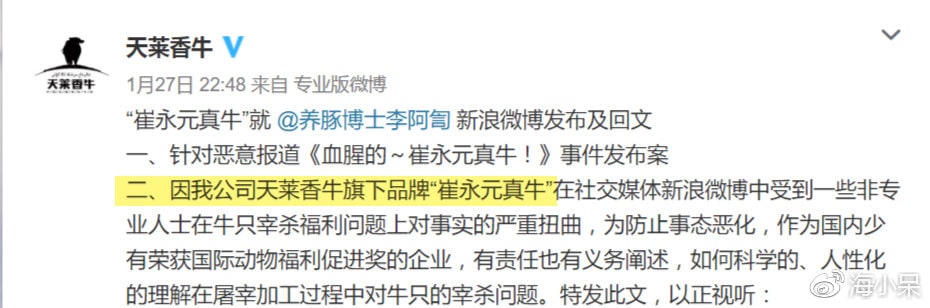 天莱香牛
天莱香牛
1月27日 22:48 来自 专业版微博
“崔永元真牛”就 @养豚博士李阿訇 新浪微博发布及回文
一、针对恶意报道《血腥的～崔永元真牛！》事件发布案
二、因我公司天莱香牛旗下品牌“崔永元真牛”在社交媒体新浪微博中受到一些非专
业人士在牛只宰杀福利问题上对事实的严重扭曲，为防止事态恶化，作为国内少
有荣获国际动物福利促进奖的企业，有责任也有义务阐述，如何科学的、人性化
的理解在屠宰加工过程中对牛只的宰杀问题。特发此文，以正视听：
@海小呆